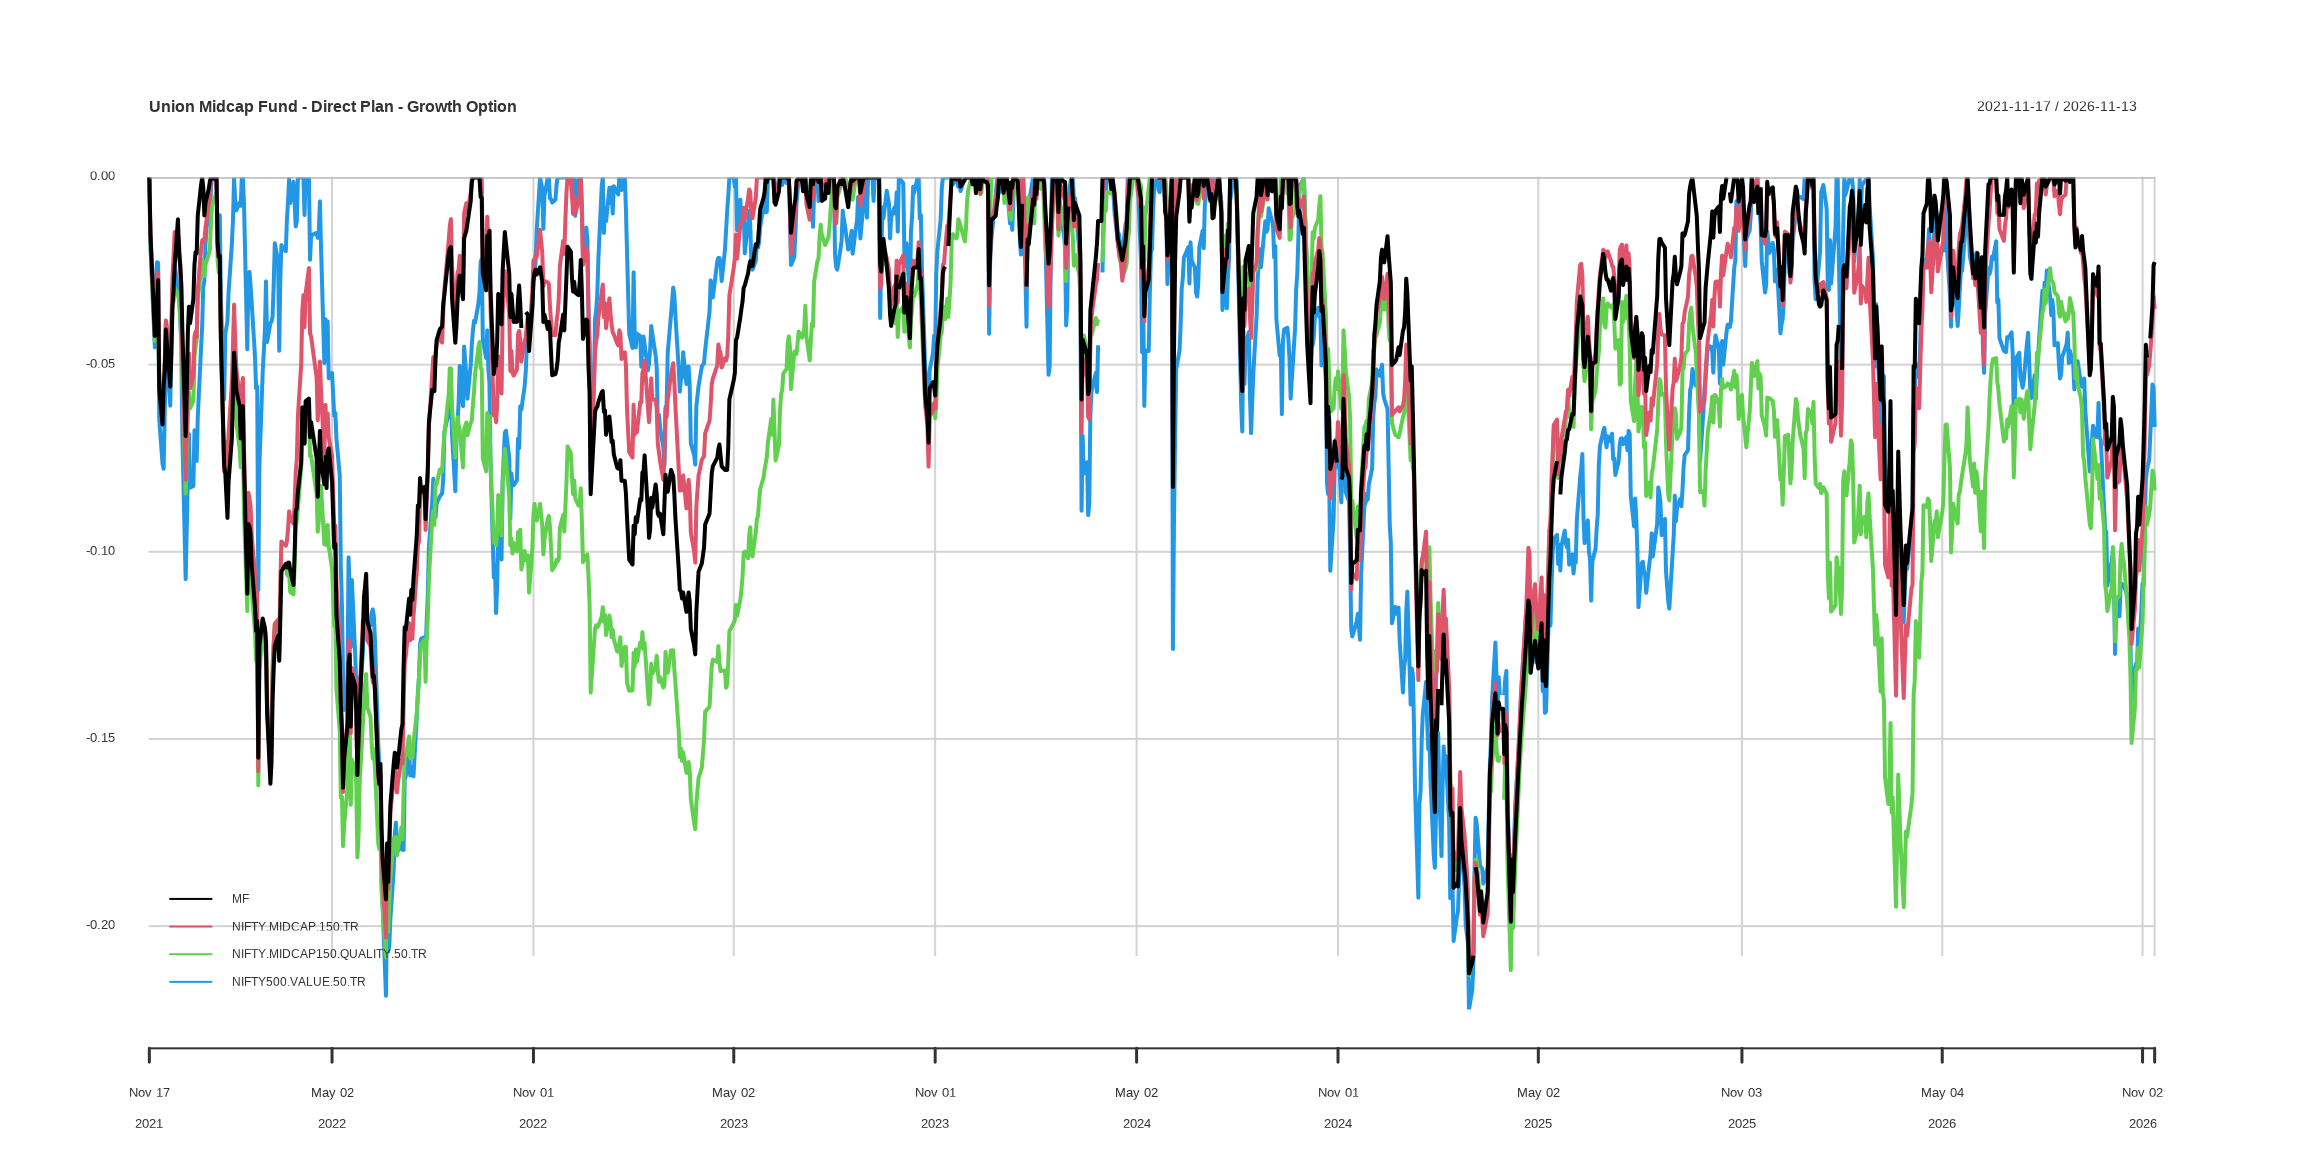 Union Midcap Fund - Direct Plan - Growth Option
2021-11-17 / 2026-11-13
0.00
-0.05
-0.10
-0.15
-0.20
MF
NIFTY.MIDCAP.150.TR
NIFTY.MIDCAP150.QUALITY.50.TR
NIFTY500.VALUE.50.TR
Nov 17 May 02 Nov 01 May 02 Nov 01 May 02 Nov 01 May 02 Nov 03 May 04 Nov 02
2021 2022 2022 2023 2023 2024 2024 2025 2025 2026 2026